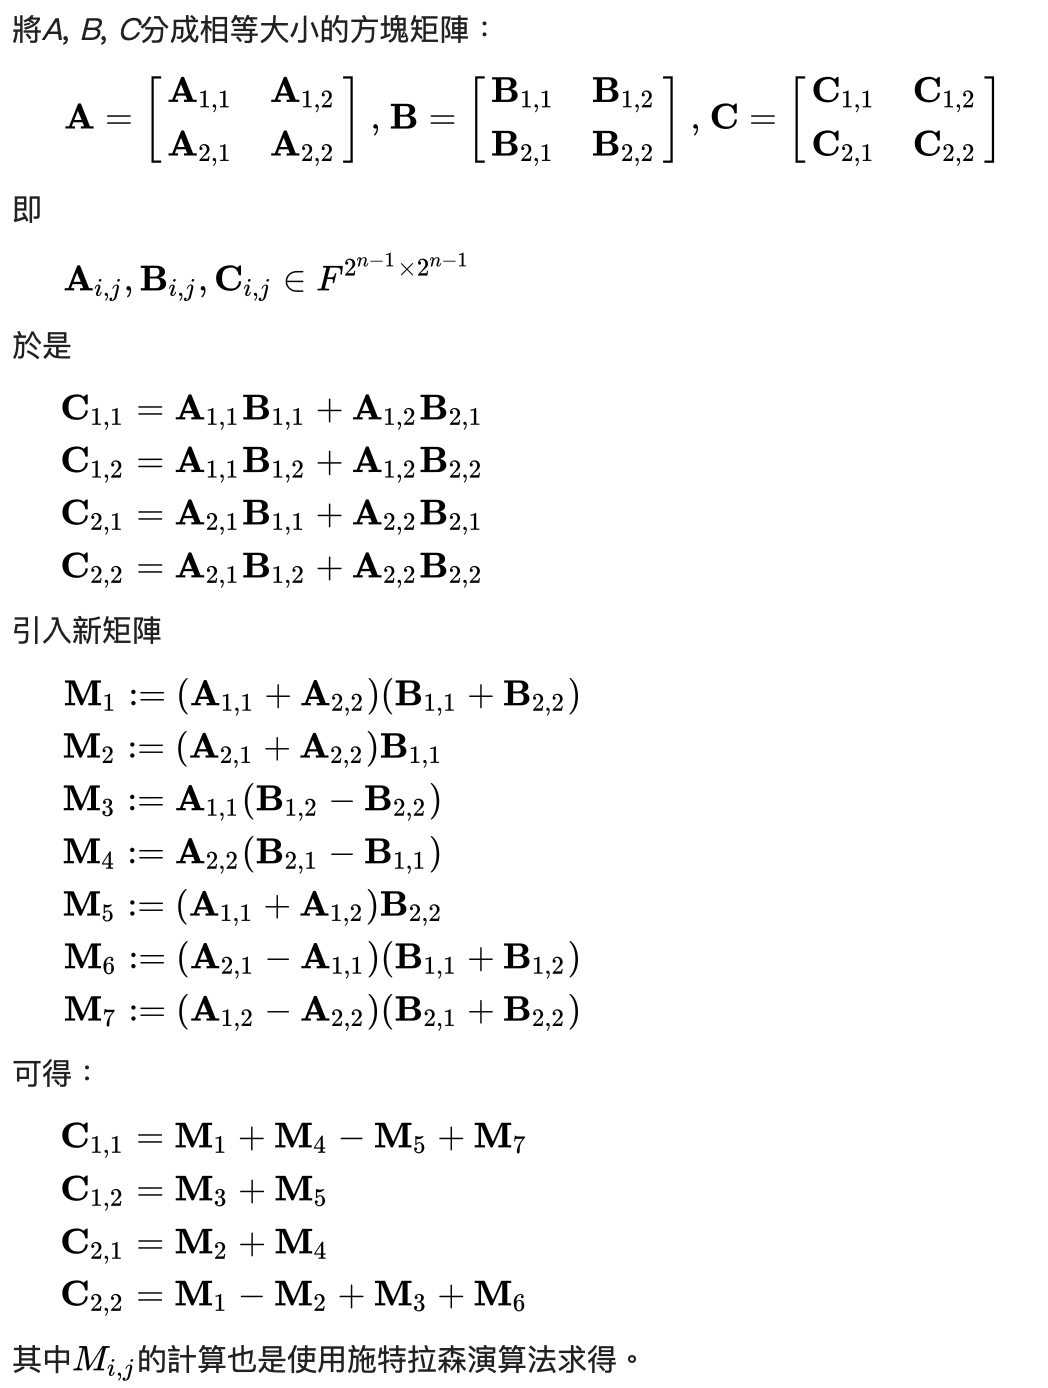 將A, B, C分成相等大小的方塊矩陣：
$\mathbf{A} = \begin{bmatrix} \mathbf{A}_{1,1} & \mathbf{A}_{1,2} \\ \mathbf{A}_{2,1} & \mathbf{A}_{2,2} \end{bmatrix}, \mathbf{B} = \begin{bmatrix} \mathbf{B}_{1,1} & \mathbf{B}_{1,2} \\ \mathbf{B}_{2,1} & \mathbf{B}_{2,2} \end{bmatrix}, \mathbf{C} = \begin{bmatrix} \mathbf{C}_{1,1} & \mathbf{C}_{1,2} \\ \mathbf{C}_{2,1} & \mathbf{C}_{2,2} \end{bmatrix}$
即
$\mathbf{A}_{i,j}, \mathbf{B}_{i,j}, \mathbf{C}_{i,j} \in F^{2^{n-1} \times 2^{n-1}}$
於是
$\mathbf{C}_{1,1} = \mathbf{A}_{1,1}\mathbf{B}_{1,1} + \mathbf{A}_{1,2}\mathbf{B}_{2,1}$
$\mathbf{C}_{1,2} = \mathbf{A}_{1,1}\mathbf{B}_{1,2} + \mathbf{A}_{1,2}\mathbf{B}_{2,2}$
$\mathbf{C}_{2,1} = \mathbf{A}_{2,1}\mathbf{B}_{1,1} + \mathbf{A}_{2,2}\mathbf{B}_{2,1}$
$\mathbf{C}_{2,2} = \mathbf{A}_{2,1}\mathbf{B}_{1,2} + \mathbf{A}_{2,2}\mathbf{B}_{2,2}$
引入新矩陣
$\mathbf{M}_1 := (\mathbf{A}_{1,1} + \mathbf{A}_{2,2})(\mathbf{B}_{1,1} + \mathbf{B}_{2,2})$
$\mathbf{M}_2 := (\mathbf{A}_{2,1} + \mathbf{A}_{2,2})\mathbf{B}_{1,1}$
$\mathbf{M}_3 := \mathbf{A}_{1,1}(\mathbf{B}_{1,2} - \mathbf{B}_{2,2})$
$\mathbf{M}_4 := \mathbf{A}_{2,2}(\mathbf{B}_{2,1} - \mathbf{B}_{1,1})$
$\mathbf{M}_5 := (\mathbf{A}_{1,1} + \mathbf{A}_{1,2})\mathbf{B}_{2,2}$
$\mathbf{M}_6 := (\mathbf{A}_{2,1} - \mathbf{A}_{1,1})(\mathbf{B}_{1,1} + \mathbf{B}_{1,2})$
$\mathbf{M}_7 := (\mathbf{A}_{1,2} - \mathbf{A}_{2,2})(\mathbf{B}_{2,1} + \mathbf{B}_{2,2})$
可得：
$\mathbf{C}_{1,1} = \mathbf{M}_1 + \mathbf{M}_4 - \mathbf{M}_5 + \mathbf{M}_7$
$\mathbf{C}_{1,2} = \mathbf{M}_3 + \mathbf{M}_5$
$\mathbf{C}_{2,1} = \mathbf{M}_2 + \mathbf{M}_4$
$\mathbf{C}_{2,2} = \mathbf{M}_1 - \mathbf{M}_2 + \mathbf{M}_3 + \mathbf{M}_6$
其中$M_{i,j}$的計算也是使用施特拉森演算法求得。